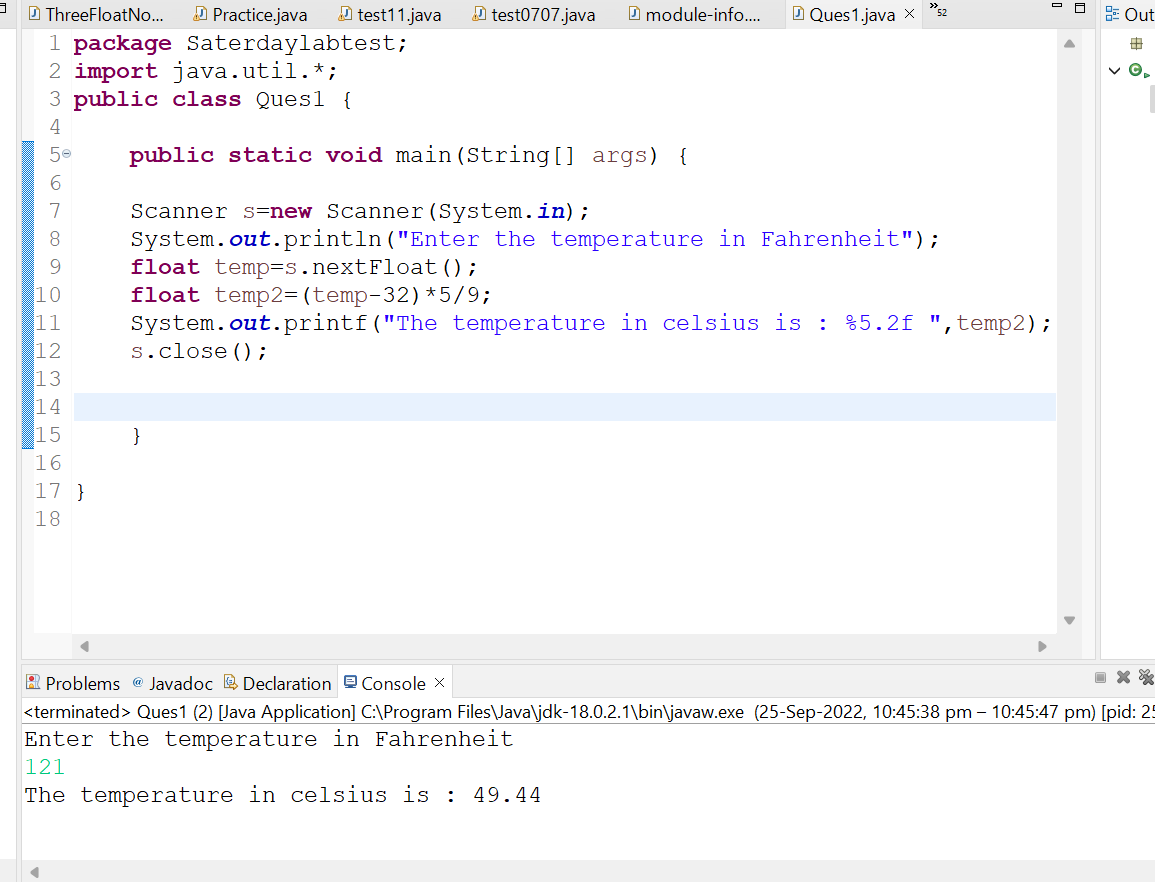 ThreeFloatNo... Practice.java test11.java test0707.java module-info.... Ques1.java »52 Out
1 package Saterdaylabtest;
2 import java.util.*;
3 public class Ques1 {
4
5 public static void main(String[] args) {
6
7 Scanner s=new Scanner(System.in);
8 System.out.println("Enter the temperature in Fahrenheit");
9 float temp=s.nextFloat();
10 float temp2=(temp-32)*5/9;
11 System.out.printf("The temperature in celsius is : %5.2f ",temp2);
12 s.close();
13
14
15 }
16
17 }
18
Problems @ Javadoc Declaration Console
<terminated> Ques1 (2) [Java Application] C:\Program Files\Java\jdk-18.0.2.1\bin\javaw.exe (25-Sep-2022, 10:45:38 pm – 10:45:47 pm) [pid: 25
Enter the temperature in Fahrenheit
121
The temperature in celsius is : 49.44